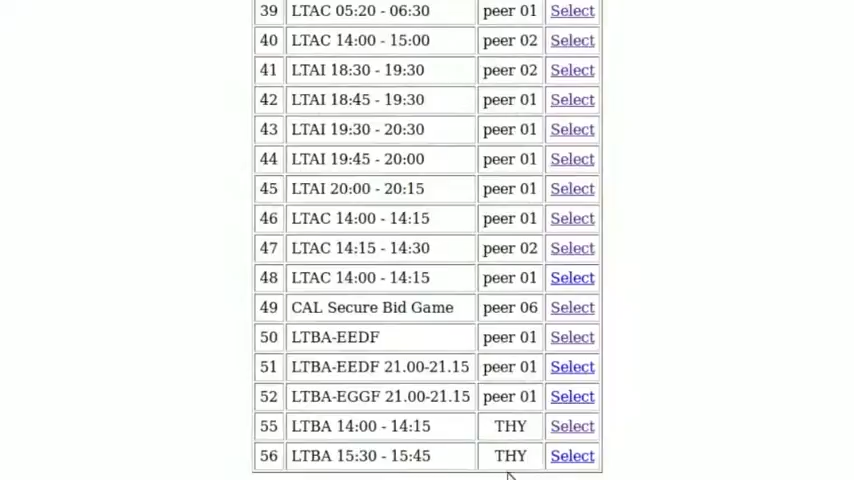 39 LTAC 05:20 - 06:30 peer 01 Select
40 LTAC 14:00 - 15:00 peer 02 Select
41 LTAI 18:30 - 19:30 peer 02 Select
42 LTAI 18:45 - 19:30 peer 01 Select
43 LTAI 19:30 - 20:30 peer 01 Select
44 LTAI 19:45 - 20:00 peer 01 Select
45 LTAI 20:00 - 20:15 peer 01 Select
46 LTAC 14:00 - 14:15 peer 01 Select
47 LTAC 14:15 - 14:30 peer 02 Select
48 LTAC 14:00 - 14:15 peer 01 Select
49 CAL Secure Bid Game peer 06 Select
50 LTBA-EEDF peer 01 Select
51 LTBA-EEDF 21.00-21.15 peer 01 Select
52 LTBA-EGGF 21.00-21.15 peer 01 Select
55 LTBA 14:00 - 14:15 THY Select
56 LTBA 15:30 - 15:45 THY Select